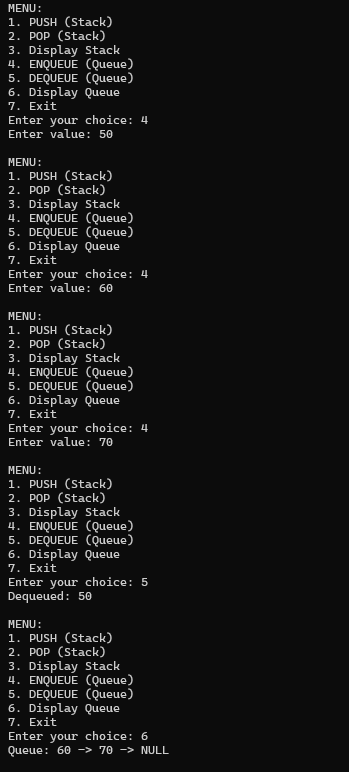 MENU:
1. PUSH (Stack)
2. POP (Stack)
3. Display Stack
4. ENQUEUE (Queue)
5. DEQUEUE (Queue)
6. Display Queue
7. Exit
Enter your choice: 4
Enter value: 50
MENU:
1. PUSH (Stack)
2. POP (Stack)
3. Display Stack
4. ENQUEUE (Queue)
5. DEQUEUE (Queue)
6. Display Queue
7. Exit
Enter your choice: 4
Enter value: 60
MENU:
1. PUSH (Stack)
2. POP (Stack)
3. Display Stack
4. ENQUEUE (Queue)
5. DEQUEUE (Queue)
6. Display Queue
7. Exit
Enter your choice: 4
Enter value: 70
MENU:
1. PUSH (Stack)
2. POP (Stack)
3. Display Stack
4. ENQUEUE (Queue)
5. DEQUEUE (Queue)
6. Display Queue
7. Exit
Enter your choice: 5
Dequeued: 50
MENU:
1. PUSH (Stack)
2. POP (Stack)
3. Display Stack
4. ENQUEUE (Queue)
5. DEQUEUE (Queue)
6. Display Queue
7. Exit
Enter your choice: 6
Queue: 60 -> 70 -> NULL